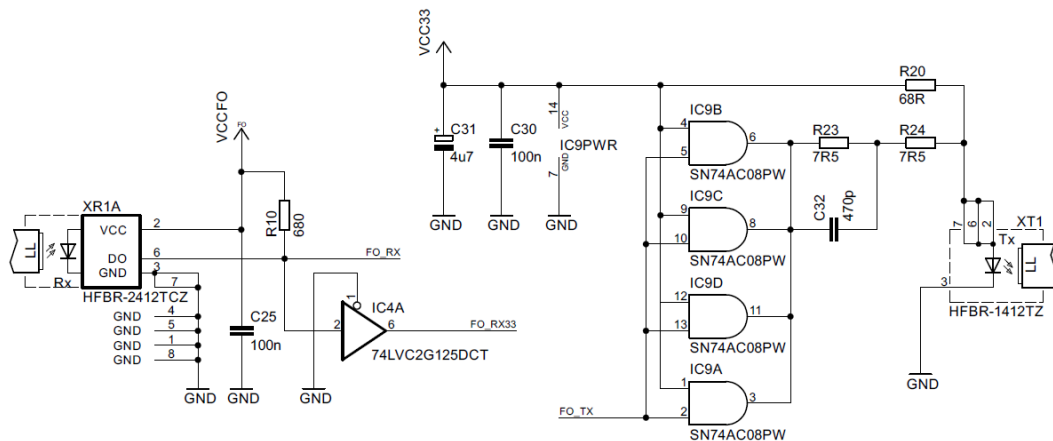 VCCFO
FO
XR1A
LL
Rx
VCC
DO
GND
2
6
3
7
HFBR-2412TCZ
GND 4
GND 5
GND 1
GND 8
GND
R10
680
C25
100n
GND
FO_RX
GND
1
IC4A
2
6
FO_RX33
74LVC2G125DCT
VCC33
+
C31
4u7
GND
C30
100n
GND
14
VCC
IC9PWR
GND
7
GND
IC9B
4
5
6
SN74AC08PW
IC9C
9
10
8
SN74AC08PW
IC9D
12
13
11
SN74AC08PW
IC9A
1
2
3
SN74AC08PW
FO_TX
R20
68R
R23
7R5
R24
7R5
C32
470p
7
6
2
XT1
Tx
LL
3
HFBR-1412TZ
GND